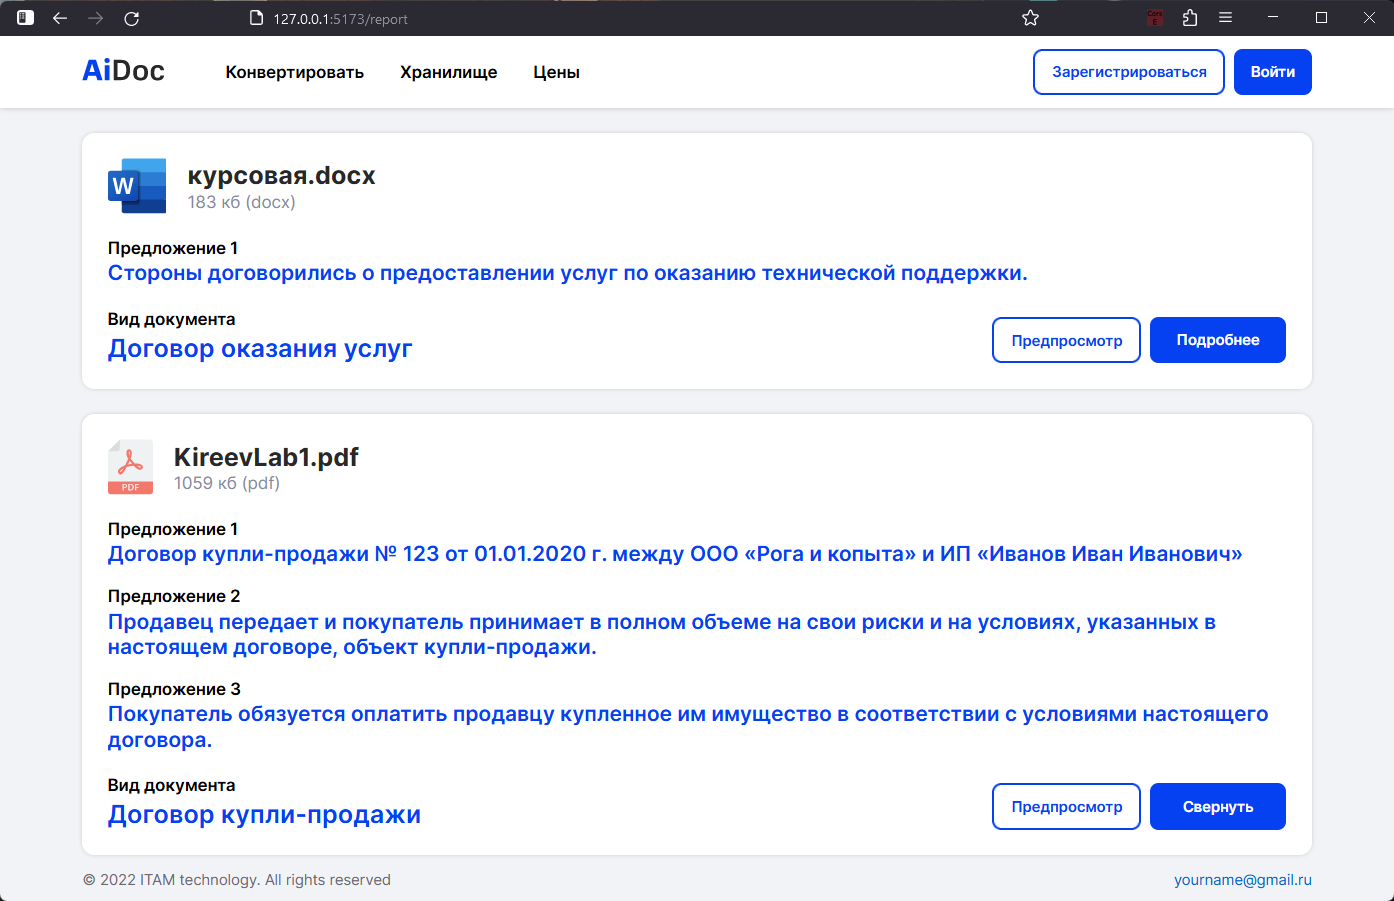 127.0.0.1:5173/report
AiDoc
Конвертировать
Хранилище
Цены
Зарегистрироваться
Войти
W
курсовая.docx
183 кб (docx)
Предложение 1
Стороны договорились о предоставлении услуг по оказанию технической поддержки.
Вид документа
Договор оказания услуг
Предпросмотр
Подробнее
PDF
KireevLab1.pdf
1059 кб (pdf)
Предложение 1
Договор купли-продажи № 123 от 01.01.2020 г. между ООО «Рога и копыта» и ИП «Иванов Иван Иванович»
Предложение 2
Продавец передает и покупатель принимает в полном объеме на свои риски и на условиях, указанных в
настоящем договоре, объект купли-продажи.
Предложение 3
Покупатель обязуется оплатить продавцу купленное им имущество в соответствии с условиями настоящего
договора.
Вид документа
Договор купли-продажи
Предпросмотр
Свернуть
© 2022 ITAM technology. All rights reserved
yourname@gmail.ru